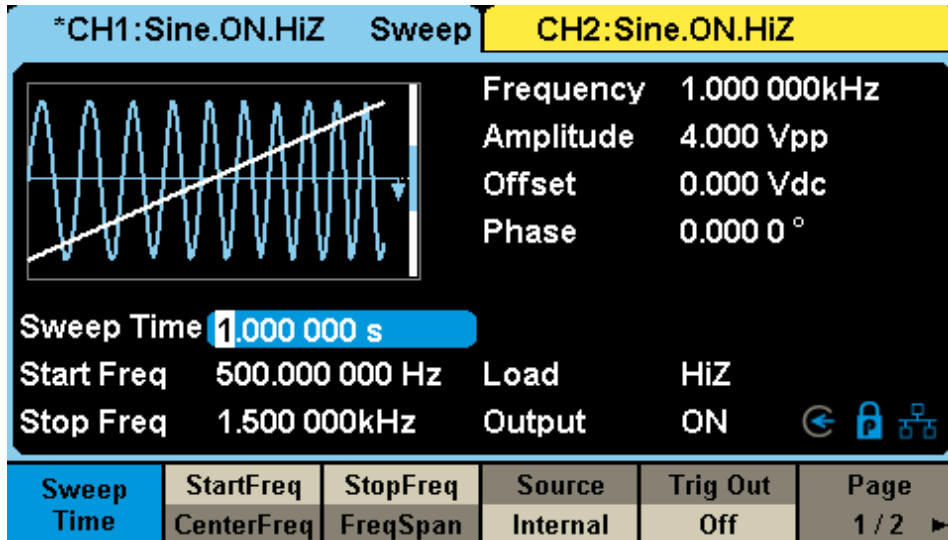 *CH1:Sine.ON.HiZ Sweep CH2:Sine.ON.HiZ
Frequency 1.000 000kHz
Amplitude 4.000 Vpp
Offset 0.000 Vdc
Phase 0.000 0 °
Sweep Time 1.000 000 s
Start Freq 500.000 000 Hz Load HiZ
Stop Freq 1.500 000kHz Output ON
P
Sweep Time
StartFreq
CenterFreq
StopFreq
FreqSpan
Source
Internal
Trig Out
Off
Page
1 / 2 ►